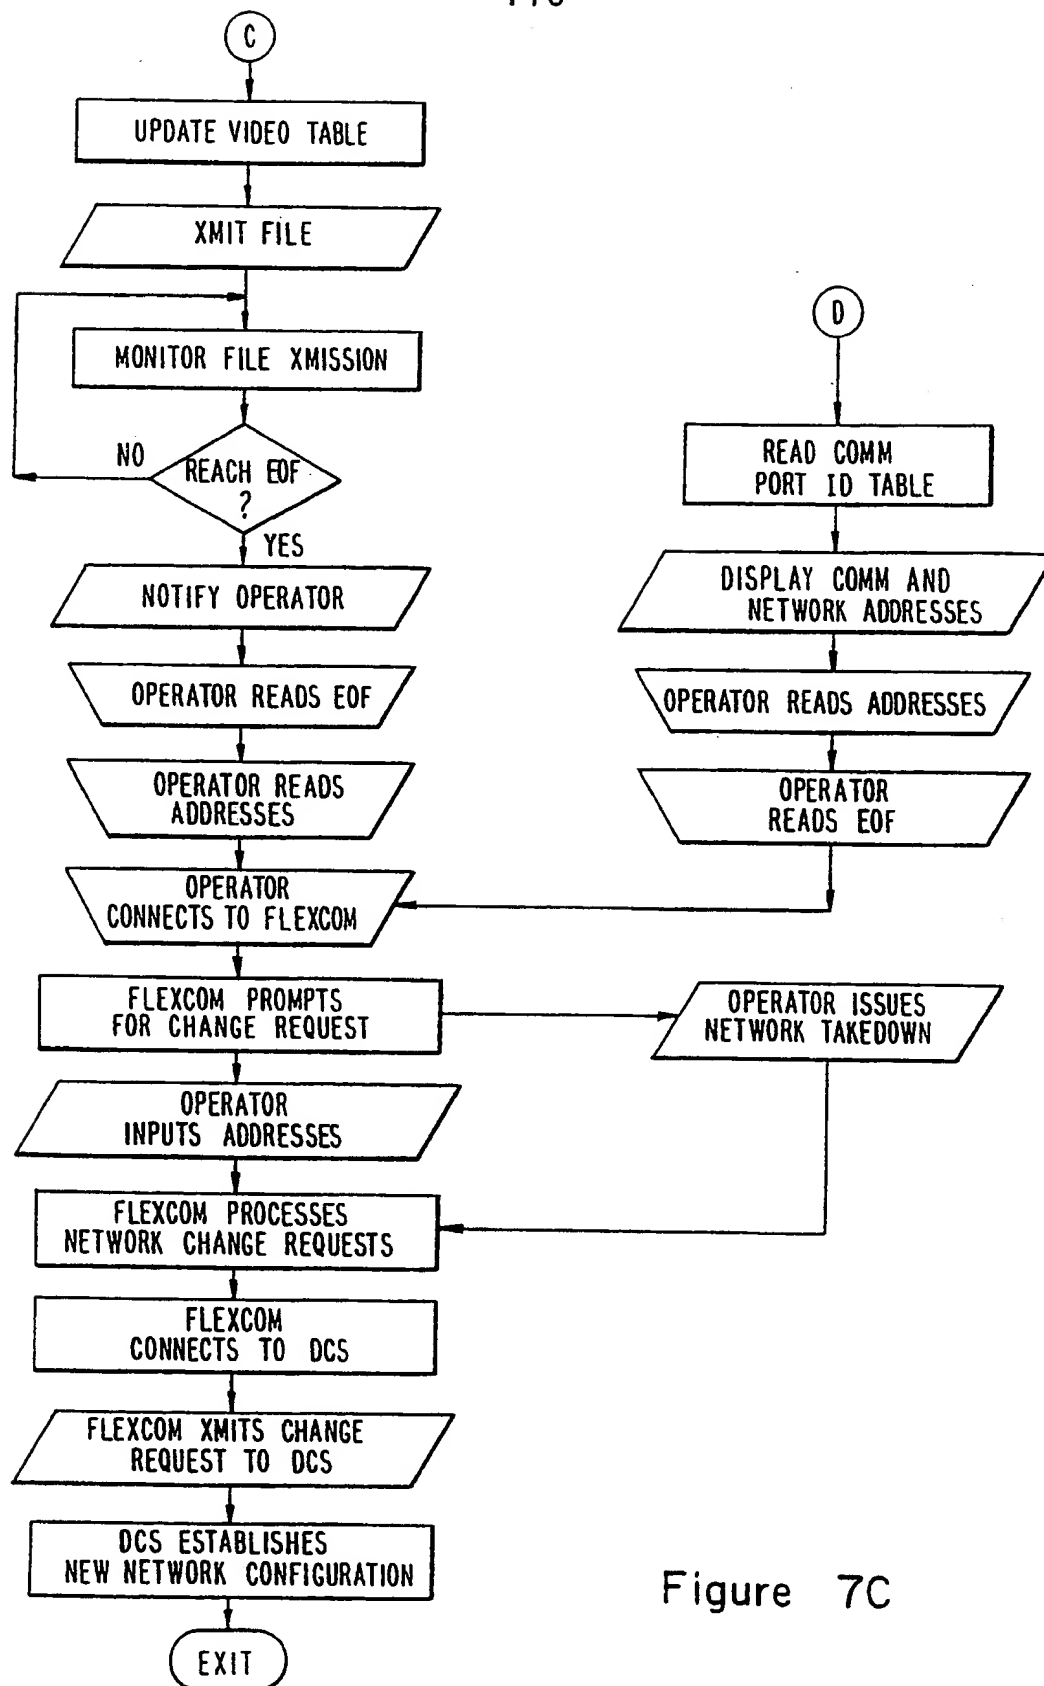 C
UPDATE VIDEO TABLE
XMIT FILE
MONITOR FILE XMISSION
NO
REACH EOF
?
YES
NOTIFY OPERATOR
OPERATOR READS EOF
OPERATOR READS
ADDRESSES
OPERATOR
CONNECTS TO FLEXCOM
FLEXCOM PROMPTS
FOR CHANGE REQUEST
OPERATOR
INPUTS ADDRESSES
FLEXCOM PROCESSES
NETWORK CHANGE REQUESTS
FLEXCOM
CONNECTS TO DCS
FLEXCOM XMITS CHANGE
REQUEST TO DCS
DCS ESTABLISHES
NEW NETWORK CONFIGURATION
EXIT
D
READ COMM
PORT ID TABLE
DISPLAY COMM AND
NETWORK ADDRESSES
OPERATOR READS ADDRESSES
OPERATOR
READS EOF
OPERATOR ISSUES
NETWORK TAKEDOWN
Figure 7C